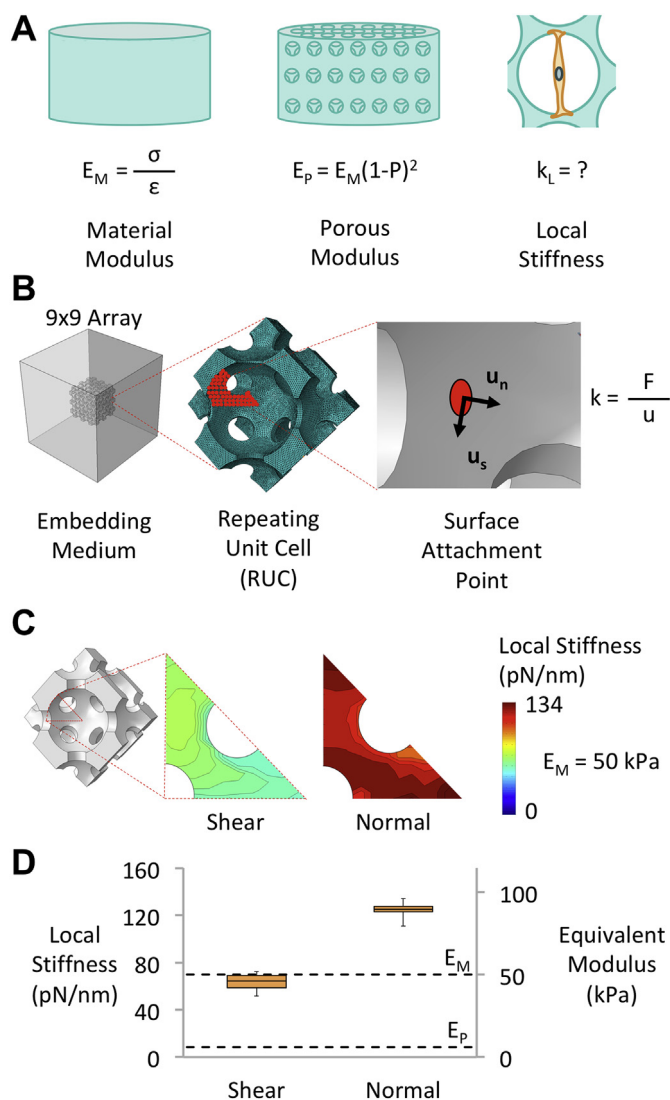 A
E_M = σ / ε
E_P = E_M(1-P)²
k_L = ?
Material
Modulus
Porous
Modulus
Local
Stiffness
B
9x9 Array
u_n
u_s
k = F / u
Embedding
Medium
Repeating
Unit Cell
(RUC)
Surface
Attachment
Point
C
Local Stiffness
(pN/nm)
134
E_M = 50 kPa
0
Shear
Normal
D
160
120
80
40
0
Local
Stiffness
(pN/nm)
E_M
E_P
100
50
0
Equivalent
Modulus
(kPa)
Shear
Normal